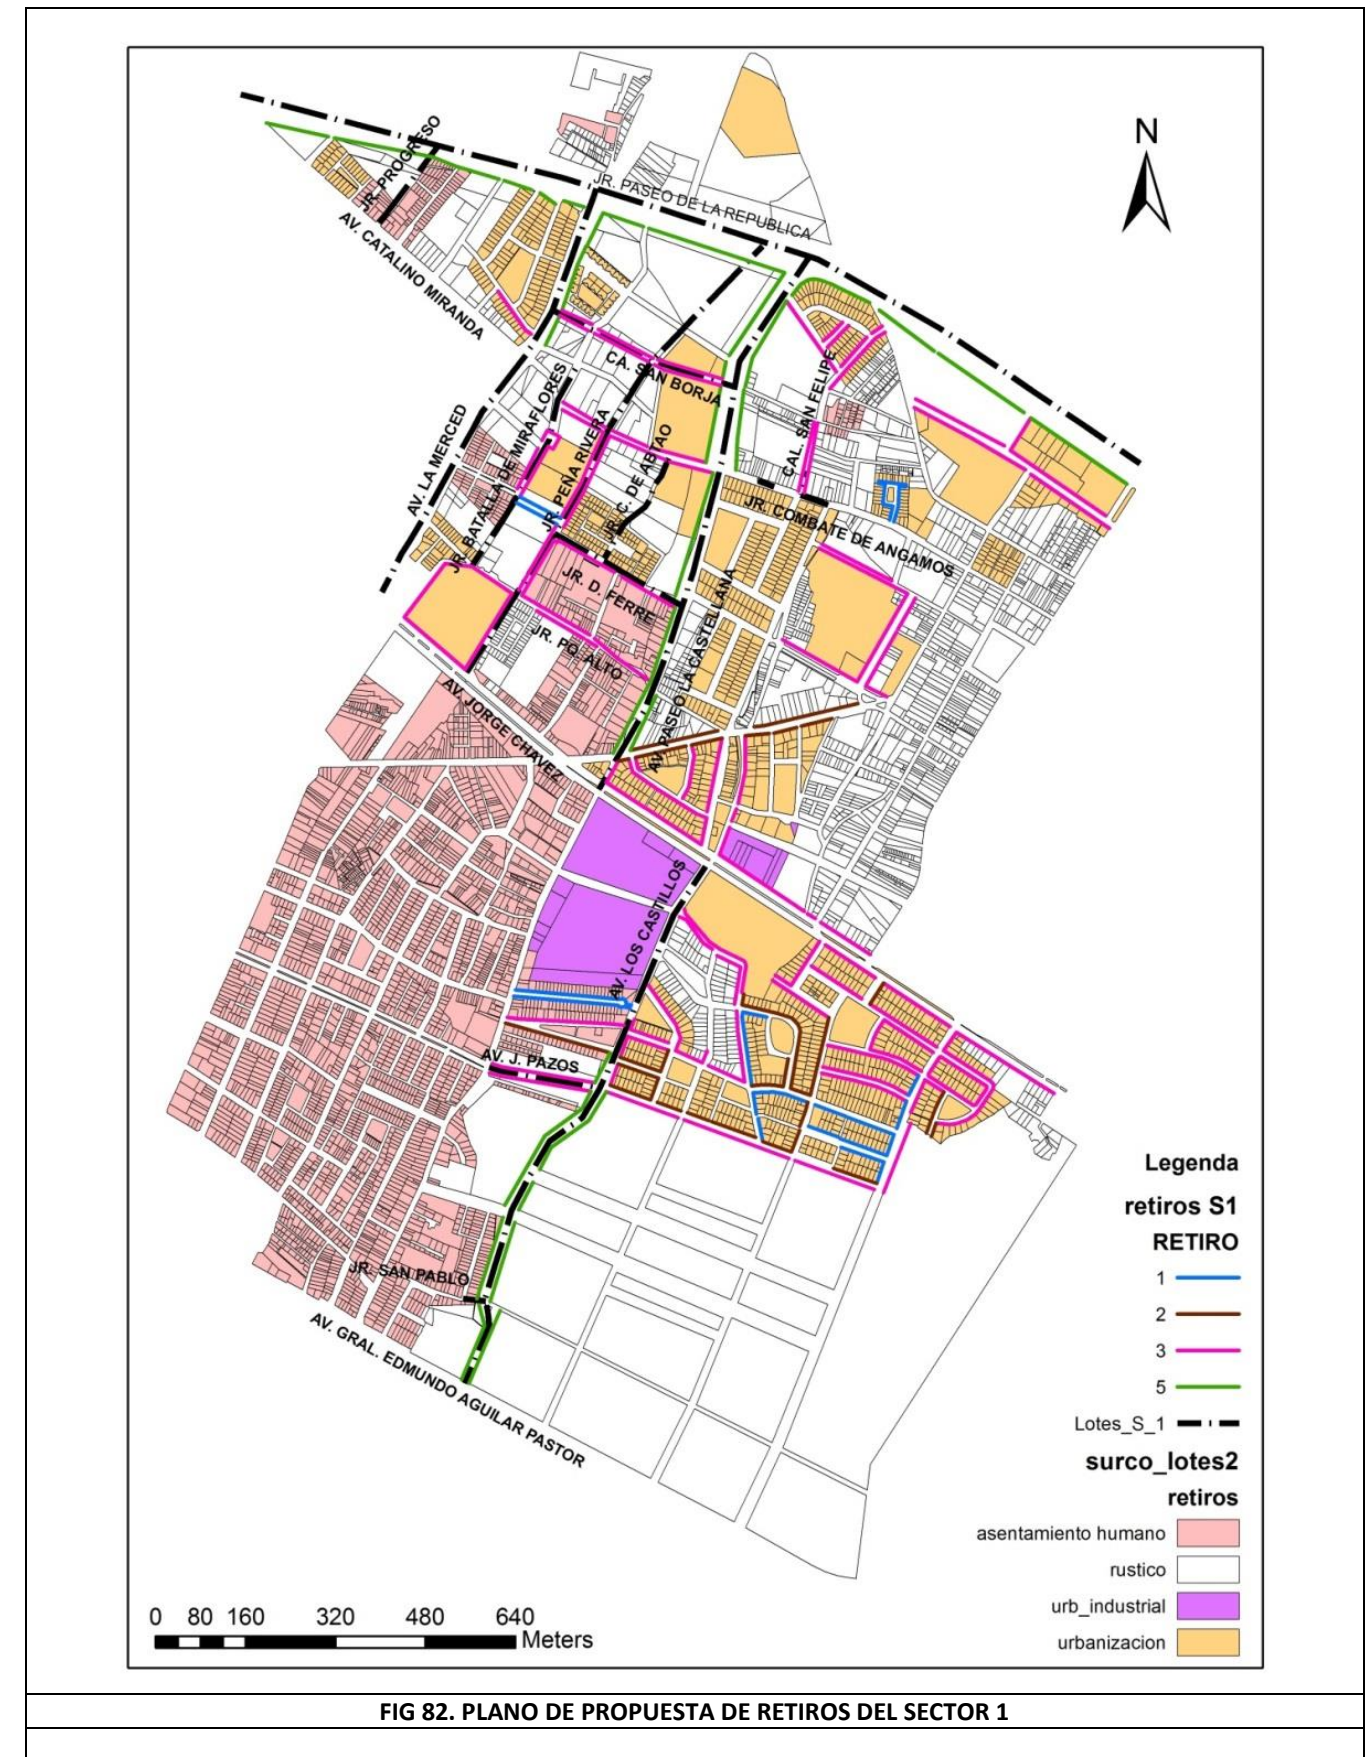 N
JR. PROGRESO
JR. PASEO DE LA REPUBLICA
AV. CATALINO MIRANDA
CA. SAN BORJA
CAL. SAN FELIPE
AV. LA MERCED
JR. BATALLA DE MIRAFLORES
JR. PEÑA RIVERA
JR. C. DE ABTAO
JR. COMBATE DE ANGAMOS
JR. D. FERRE
JR. PQ. ALTO
AV. PASEO LA CASTELLANA
AV. JORGE CHAVEZ
AV. LOS CASTILLOS
AV. J. PAZOS
JR. SAN PABLO
AV. GRAL. EDMUNDO AGUILAR PASTOR
Legenda
retiros S1
RETIRO
1
2
3
5
Lotes_S_1
surco_lotes2
retiros
asentamiento humano
rustico
urb_industrial
urbanizacion
0 80 160 320 480 640
Meters
FIG 82. PLANO DE PROPUESTA DE RETIROS DEL SECTOR 1